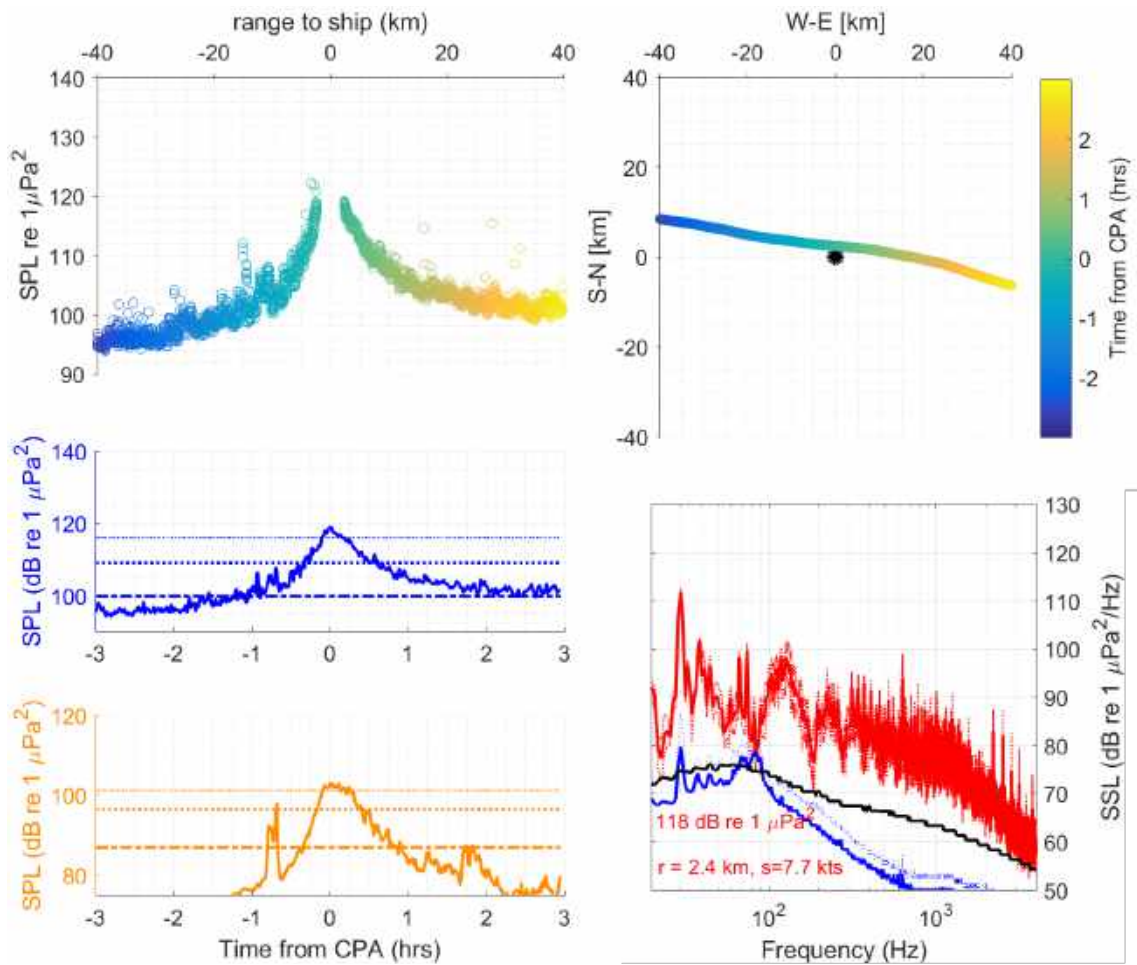 range to ship (km)
-40 -20 0 20 40
140
130
120
110
100
90
SPL re 1μPa²
W-E [km]
-40 -20 0 20 40
40
20
0
-20
-40
S-N [km]
2
1
0
-1
-2
Time from CPA (hrs)
140
120
100
SPL (dB re 1 μPa²)
-3 -2 -1 0 1 2 3
120
100
80
SPL (dB re 1 μPa²)
-3 -2 -1 0 1 2 3
Time from CPA (hrs)
130
120
110
100
90
80
70
60
50
SSL (dB re 1 μPa²/Hz)
118 dB re 1 μPa²
r = 2.4 km, s=7.7 kts
10² 10³
Frequency (Hz)